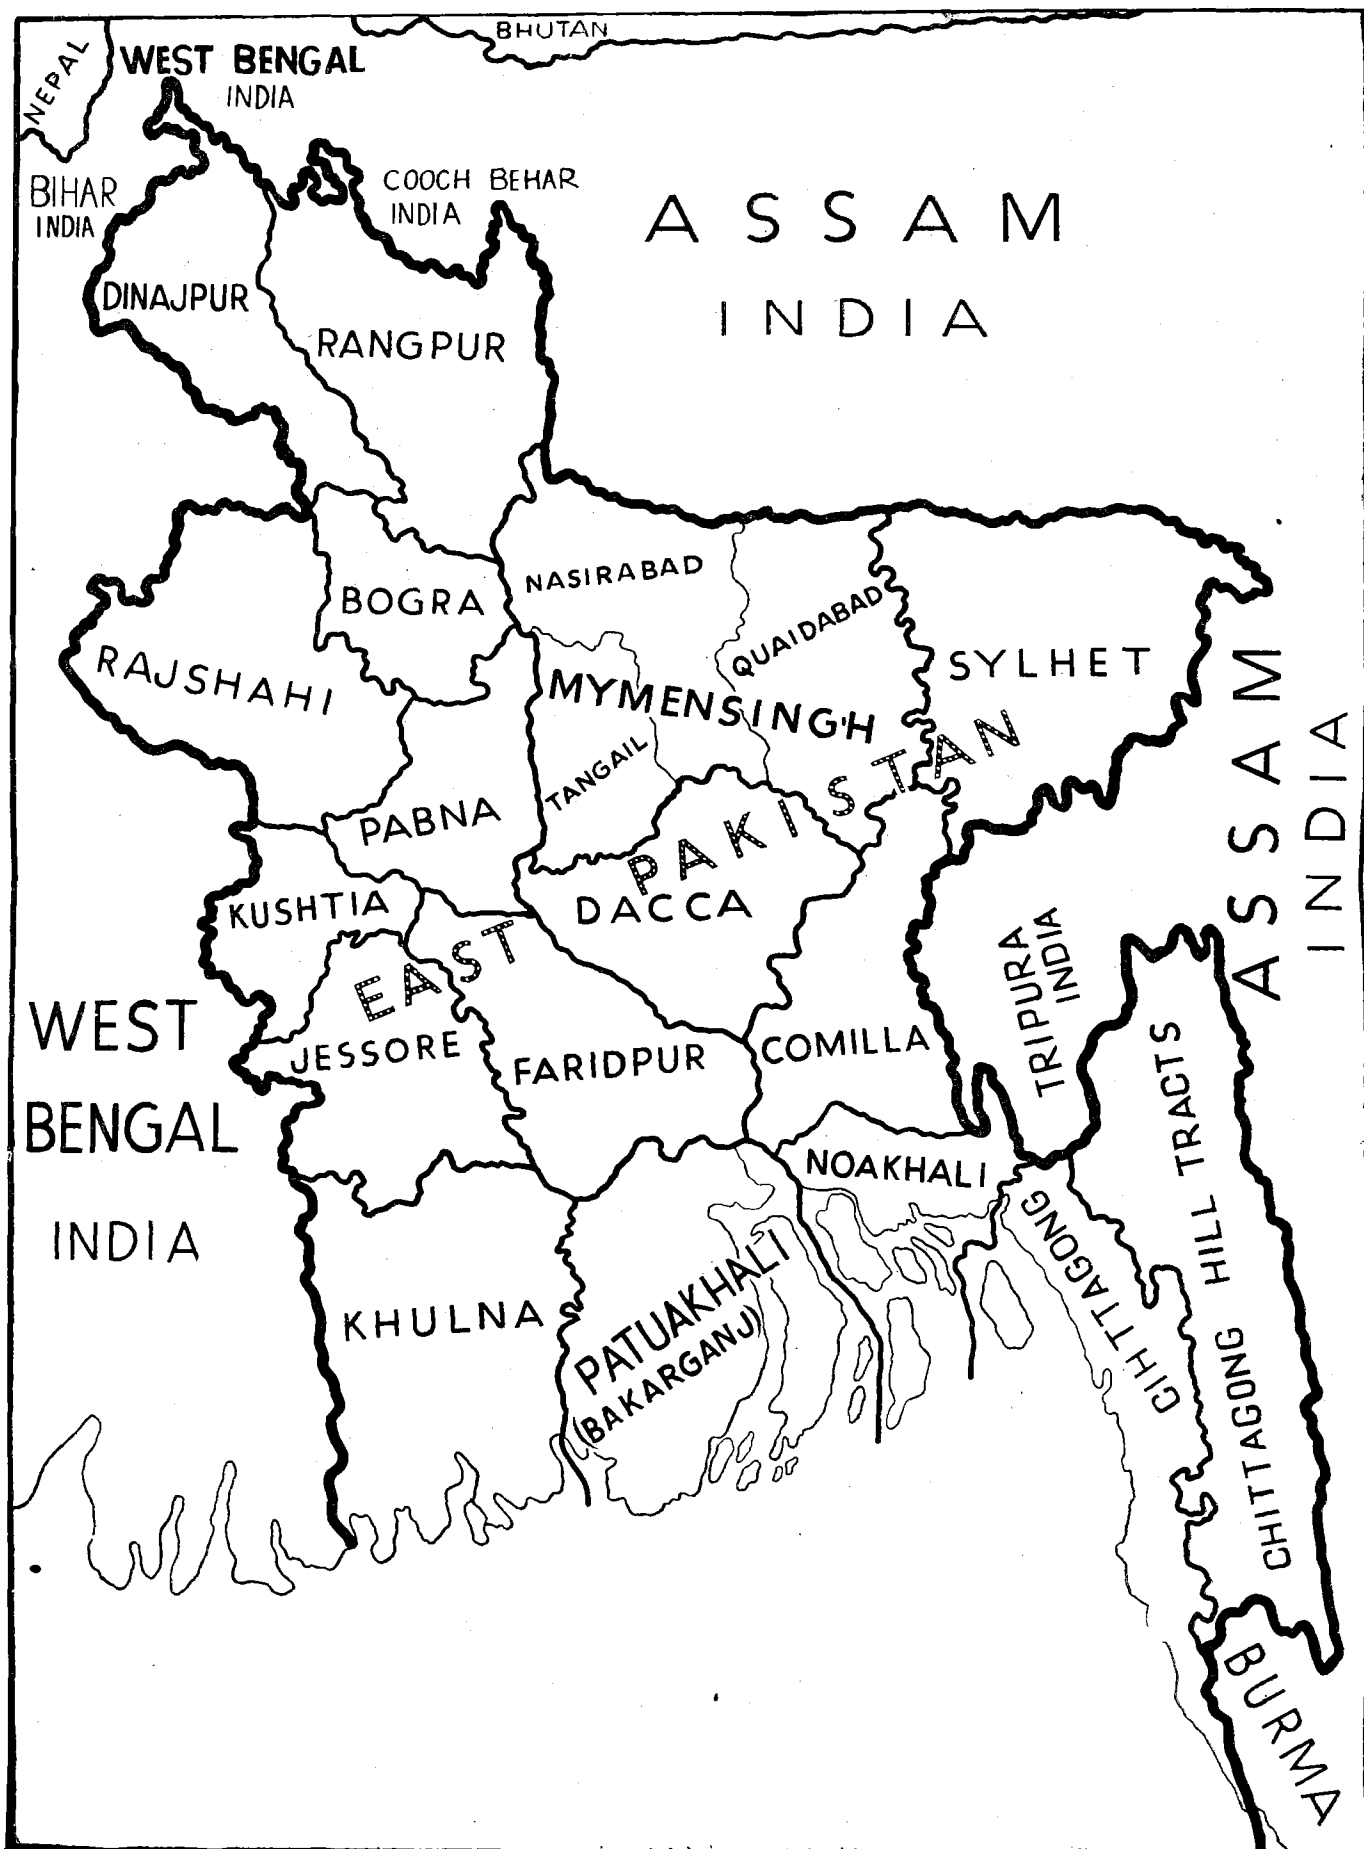 BHUTAN
NEPAL
WEST BENGAL
INDIA
BIHAR
INDIA
COOCH BEHAR
INDIA
ASSAM
INDIA
DINAJPUR
RANGPUR
NASIRABAD
BOGRA
QUAIDABAD
SYLHET
RAJSHAHI
MYMENSINGH
TANGAIL
PABNA
EAST PAKISTAN
KUSHTIA
DACCA
ASSAM
INDIA
WEST
BENGAL
INDIA
JESSORE
FARIDPUR
COMILLA
TRIPURA
INDIA
NOAKHALI
KHULNA
PATUAKHALI
(BAKARGANJ)
CIHTTAGONG
CHITTAGONG HILL TRACTS
BURMA